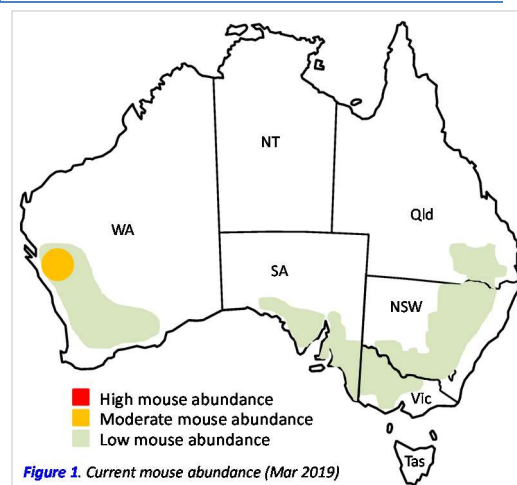 NT
Qld
WA
SA
NSW
Vic
High mouse abundance
Moderate mouse abundance
Low mouse abundance
Tas
Figure 1. Current mouse abundance (Mar 2019)